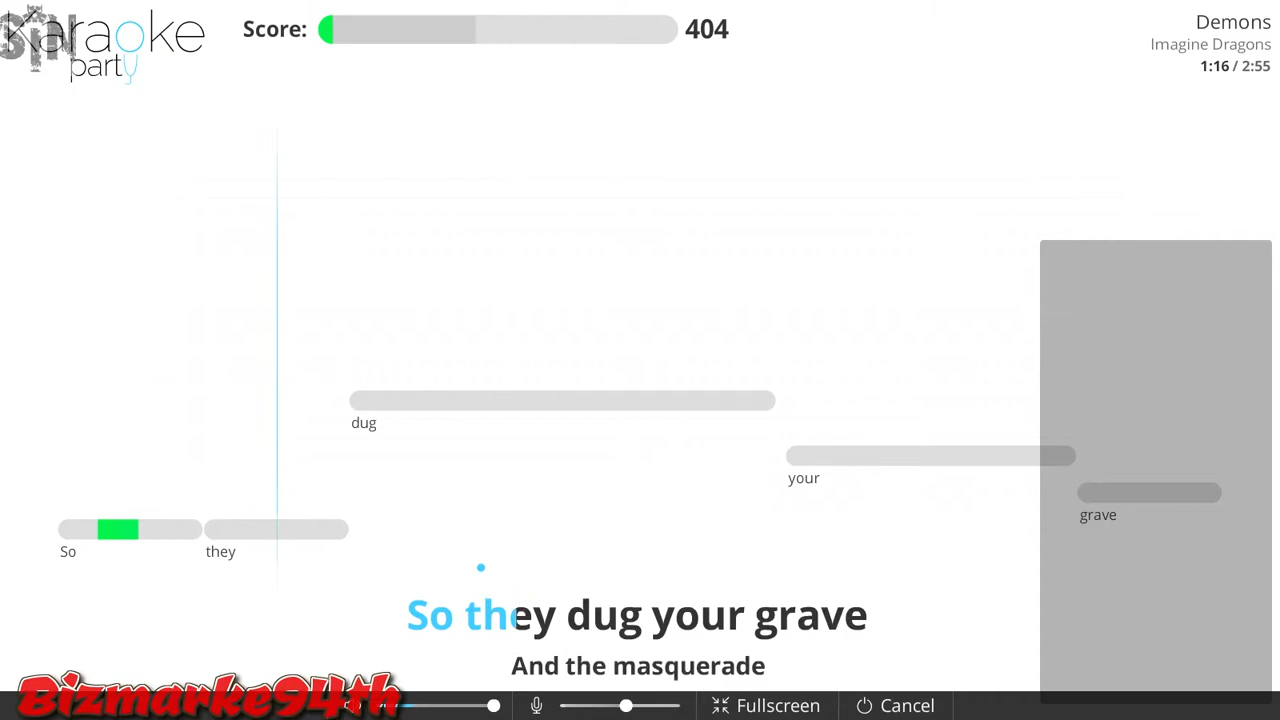 Karaoke
party
Score:
404
Demons
Imagine Dragons
1:16 / 2:55
dug
your
grave
So
they
So they dug your grave
And the masquerade
Bizmarke94th
Fullscreen
Cancel